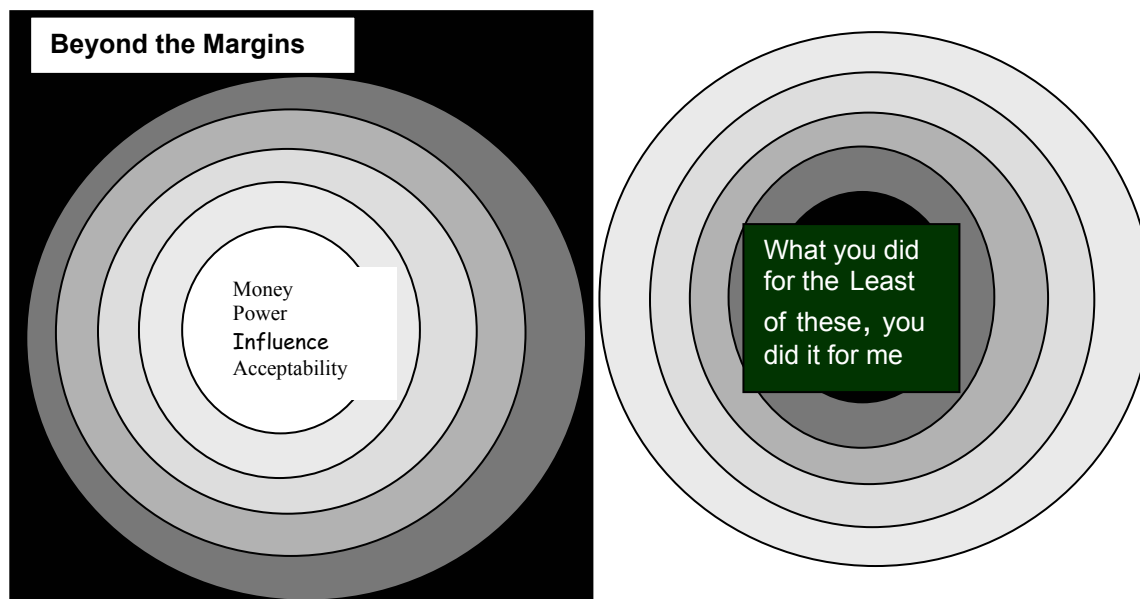 Beyond the Margins
Money
Power
Influence
Acceptability
What you did
for the Least
of these, you
did it for me